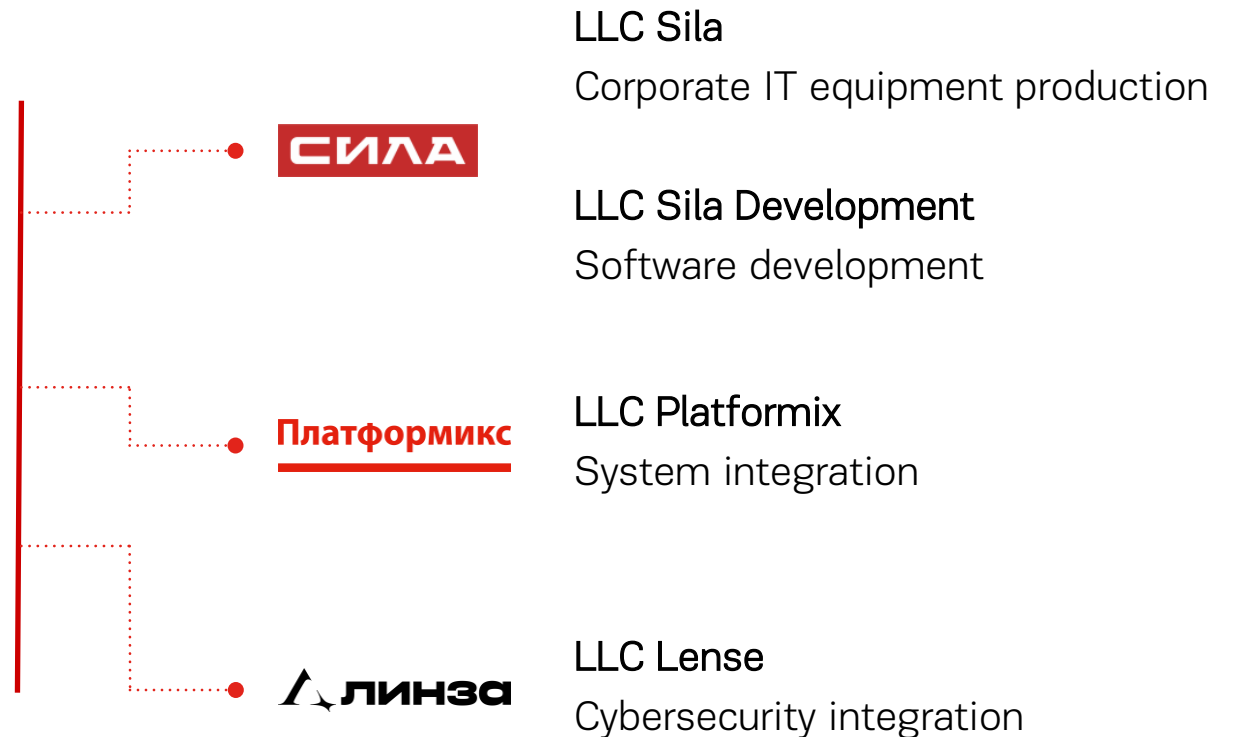 LLC Sila
Corporate IT equipment production
СИЛА
LLC Sila Development
Software development
Платформикс
LLC Platformix
System integration
линза
LLC Lense
Cybersecurity integration